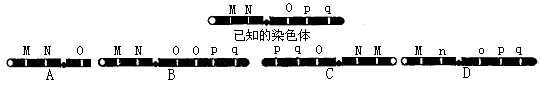 M N O p q
已知的染色体
M N O M N O O p q p q O N M M n o p q
A B C D